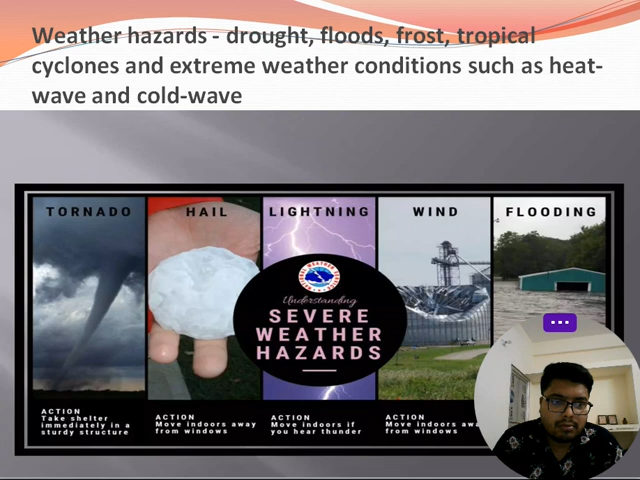 Weather hazards - drought, floods, frost, tropical
cyclones and extreme weather conditions such as heat-
wave and cold-wave
TORNADO
HAIL
LIGHTNING
WIND
FLOODING
Understanding
SEVERE
WEATHER
HAZARDS
ACTION
Take shelter
immediately in a
sturdy structure
ACTION
Move indoors away
from windows
ACTION
Move indoors if
you hear thunder
ACTION
Move indoors
from windows